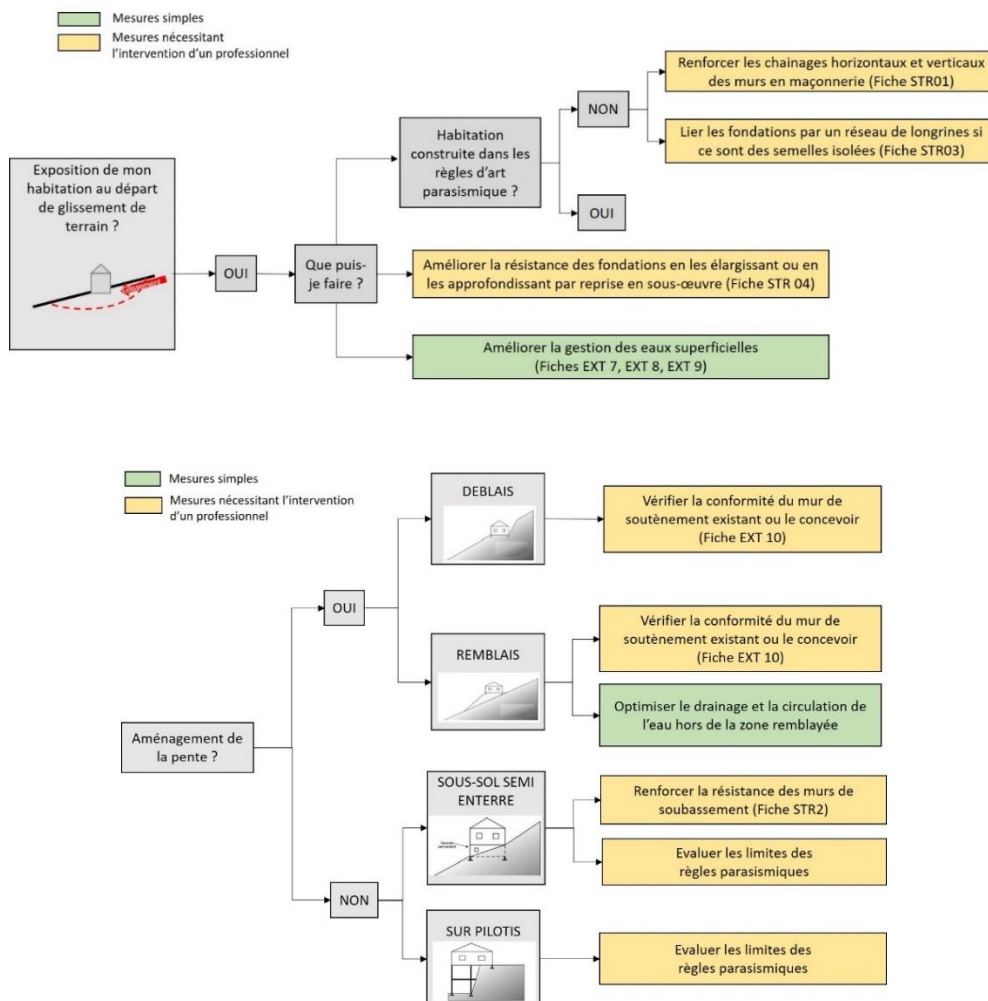 Mesures simples
Mesures nécessitant
l'intervention d'un professionnel
Exposition de mon
habitation au départ
de glissement de
terrain ?
OUI
Que puis-
je faire ?
Habitation
construite dans les
règles d'art
parasismique ?
NON
OUI
Renforcer les chainages horizontaux et verticaux
des murs en maçonnerie (Fiche STR01)
Lier les fondations par un réseau de longrines si
ce sont des semelles isolées (Fiche STR03)
Améliorer la résistance des fondations en les élargissant ou en
les approfondissant par reprise en sous-œuvre (Fiche STR 04)
Améliorer la gestion des eaux superficielles
(Fiches EXT 7, EXT 8, EXT 9)
Mesures simples
Mesures nécessitant l'intervention
d'un professionnel
Aménagement de
la pente ?
OUI
DEBLAIS
Vérifier la conformité du mur de
soutènement existant ou le concevoir
(Fiche EXT 10)
REMBLAIS
Vérifier la conformité du mur de
soutènement existant ou le concevoir
(Fiche EXT 10)
Optimiser le drainage et la circulation de
l'eau hors de la zone remblayée
NON
SOUS-SOL SEMI
ENTERRE
Renforcer la résistance des murs de
soubassement (Fiche STR2)
Evaluer les limites des
règles parasismiques
SUR PILOTIS
Evaluer les limites des
règles parasismiques